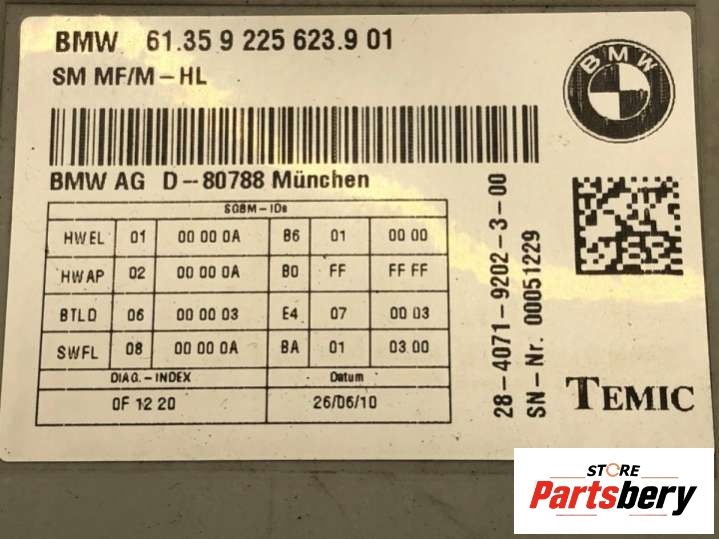 BMW 61.35 9 225 623.9 01
SM MF/M-HL
BMW
BMW AG D-80788 München
SGBM-IDs
HWEL 01 00 00 0A B6 01 00 00
HWAP 02 00 00 0A B0 FF FF FF
BTLD 06 00 00 03 E4 07 00 03
SWFL 08 00 00 0A BA 01 03.00
DIAG.-INDEX Datum
0F 12 20 26/06/10
28-4071-9202-3-00
SN-Nr. 00051229
TEMIC
STORE
Partsbery